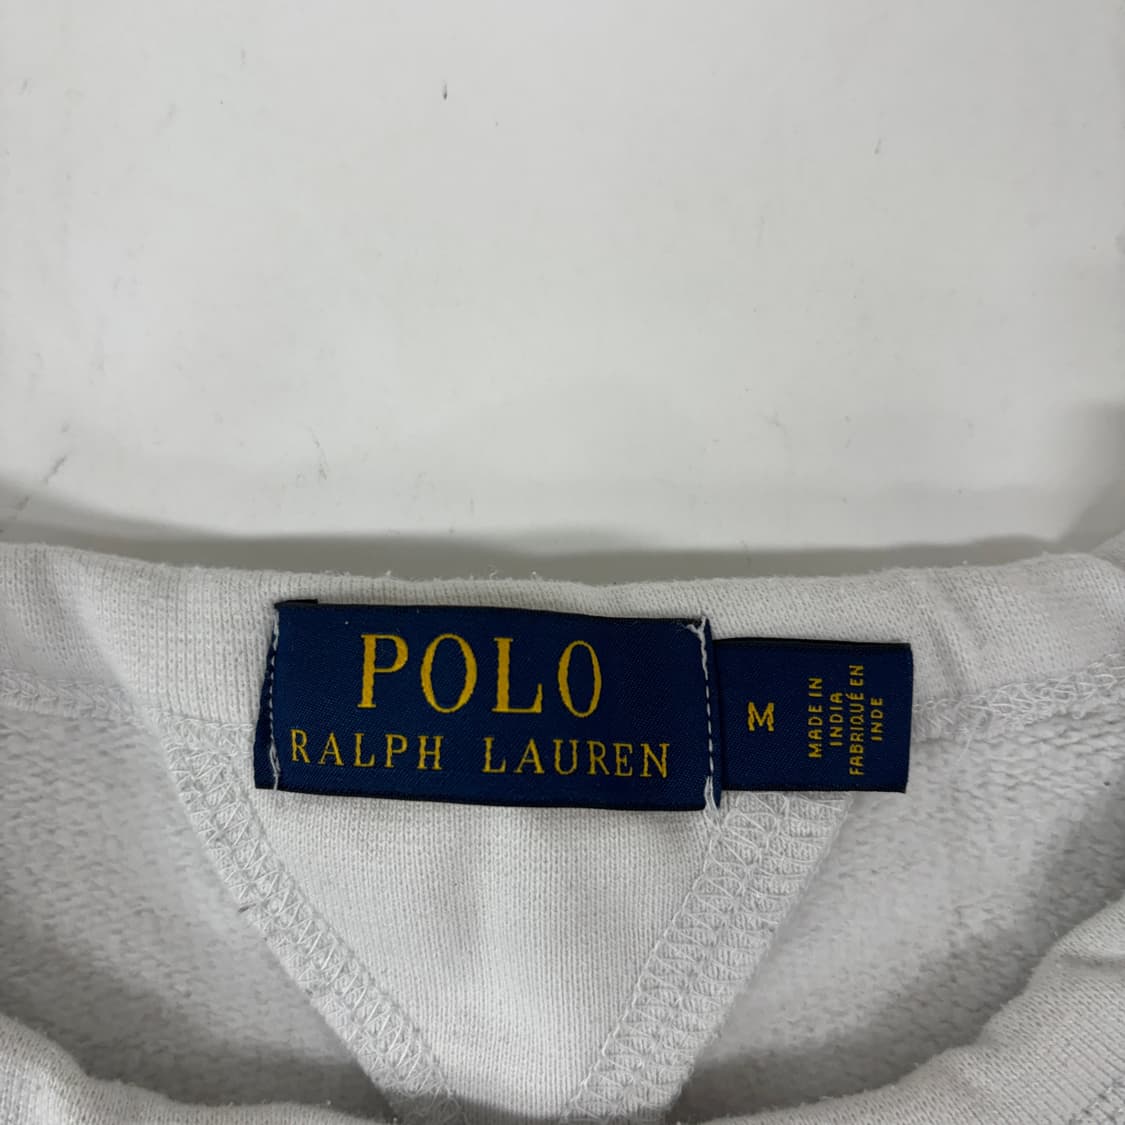 POLO
RALPH LAUREN
M
MADE IN
INDIA
FABRIQUÉ EN
INDE